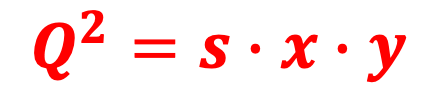 Q² = s · x · y